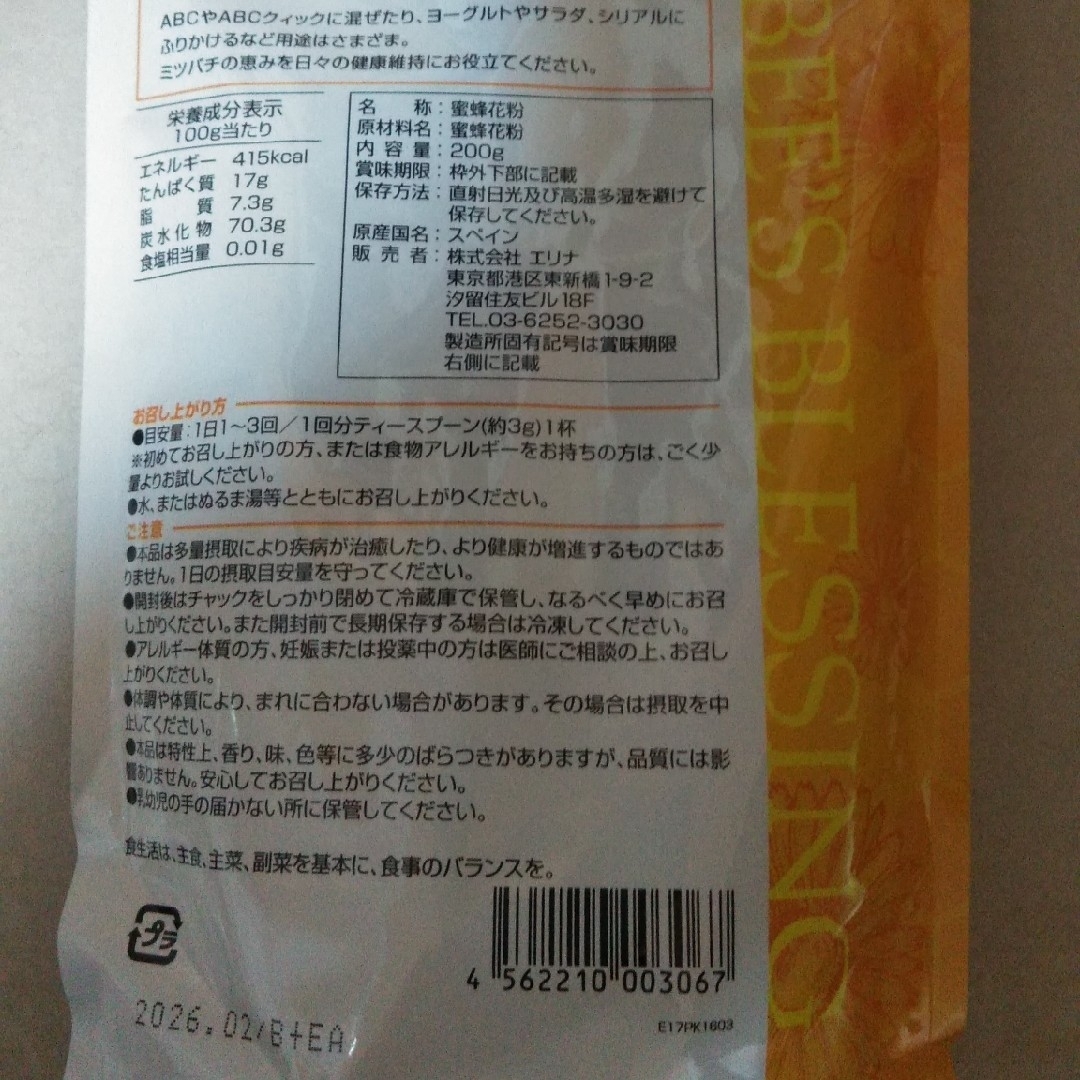 ABCやABCクィックに混ぜたり、ヨーグルトやサラダ、シリアルに
ふりかけるなど用途はさまざま。
ミツバチの恵みを日々の健康維持にお役立てください。
栄養成分表示
100g当たり
エネルギー 415kcal
たんぱく質 17g
脂質 7.3g
炭水化物 70.3g
食塩相当量 0.01g
名称：蜜蜂花粉
原材料名：蜜蜂花粉
内容量：200g
賞味期限：枠外下部に記載
保存方法：直射日光及び高温多湿を避けて
保存してください。
原産国名：スペイン
販売者：株式会社 エリナ
東京都港区東新橋1-9-2
汐留住友ビル18F
TEL.03-6252-3030
製造所固有記号は賞味期限
右側に記載
お召し上がり方
●目安量：1日1～3回／1回分ティースプーン(約3g)1杯
※初めてお召し上がりの方、または食物アレルギーをお持ちの方は、ごく少
量よりお試しください。
●水、またはぬるま湯等とともにお召し上がりください。
ご注意
●本品は多量摂取により疾病が治癒したり、より健康が増進するものではあ
りません。1日の摂取目安量を守ってください。
●開封後はチャックをしっかり閉めて冷蔵庫で保管し、なるべく早めにお召
し上がりください。また開封前で長期保存する場合は冷凍してください。
●アレルギー体質の方、妊娠または投薬中の方は医師にご相談の上、お召し
上がりください。
●体調や体質により、まれに合わない場合があります。その場合は摂取を中
止してください。
●本品は特性上、香り、味、色等に多少のばらつきがありますが、品質には影
響ありません。安心してお召し上がりください。
●乳幼児の手の届かない所に保管してください。
食生活は、主食、主菜、副菜を基本に、食事のバランスを。
プラ
4 562210 003067
E17PK1603
2026.02/B+EA
BEE'S BLESSING